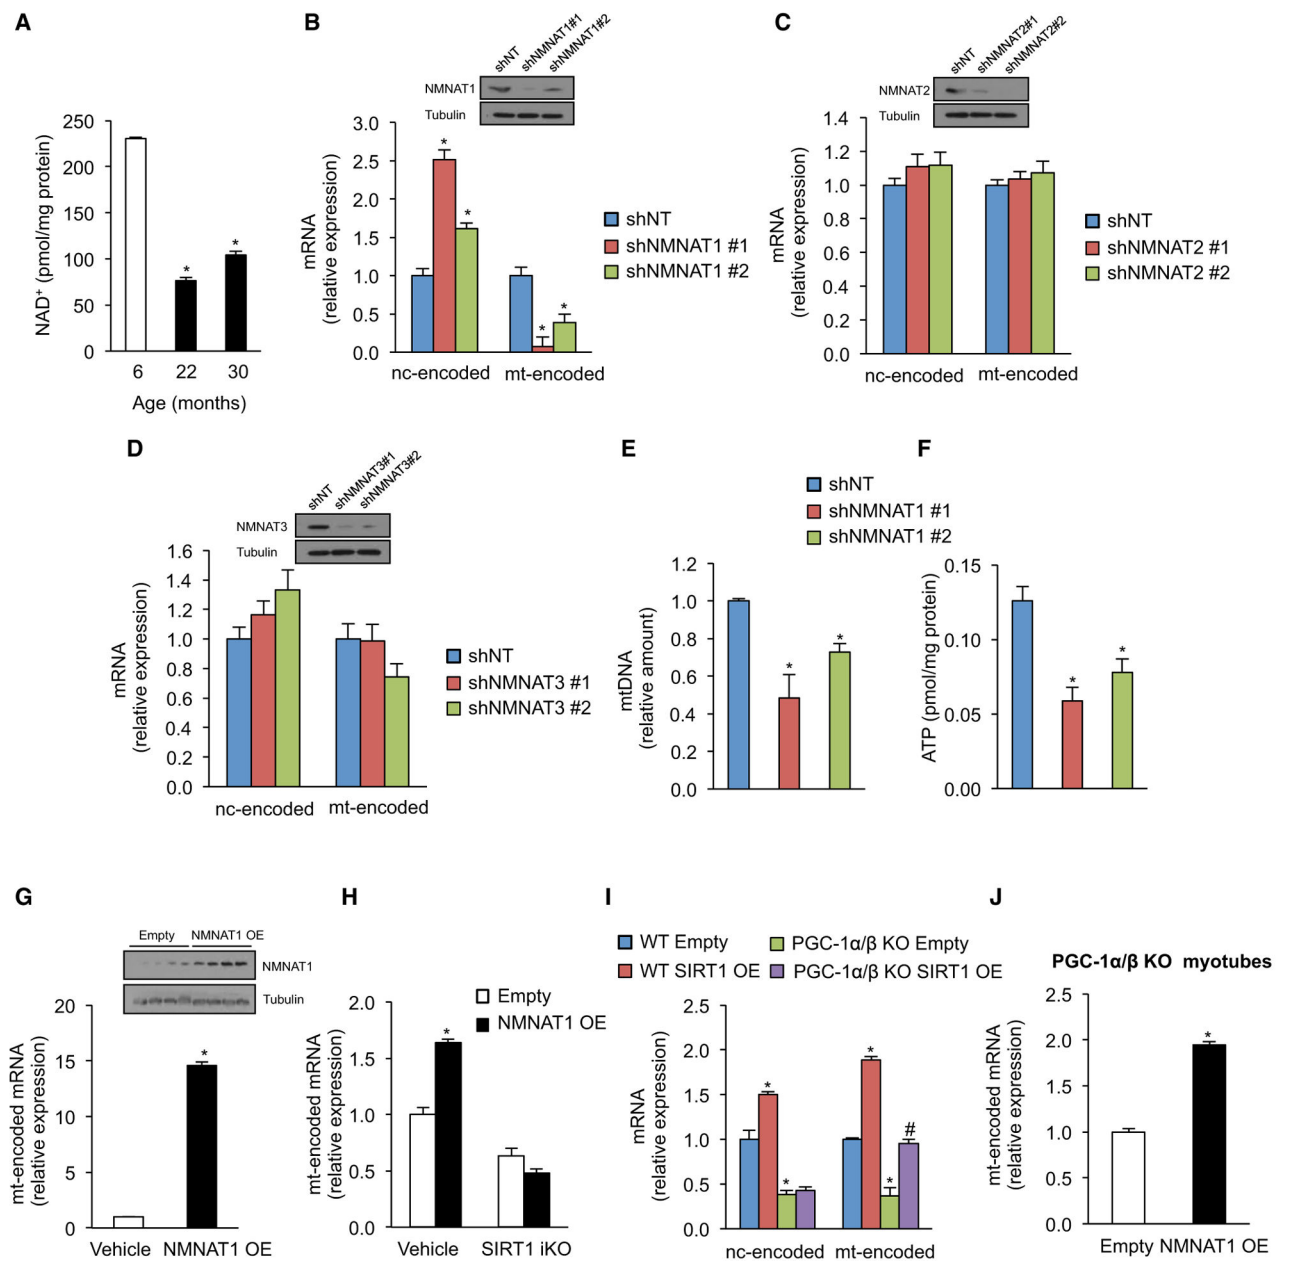 A
NAD⁺ (pmol/mg protein)
250
200
150
100
50
0
*
*
6 22 30
Age (months)
B
shNT shNMNAT1#1 shNMNAT1#2
NMNAT1
Tubulin
mRNA
(relative expression)
3.0
2.5
2.0
1.5
1.0
0.5
0.0
*
*
*
*
nc-encoded mt-encoded
shNT
shNMNAT1 #1
shNMNAT1 #2
C
shNT shNMNAT2#1 shNMNAT2#2
NMNAT2
Tubulin
mRNA
(relative expression)
1.4
1.2
1.0
0.8
0.6
0.4
0.2
0.0
nc-encoded mt-encoded
shNT
shNMNAT2 #1
shNMNAT2 #2
D
shNT shNMNAT3#1 shNMNAT3#2
NMNAT3
Tubulin
mRNA
(relative expression)
1.6
1.4
1.2
1.0
0.8
0.6
0.4
0.2
0.0
nc-encoded mt-encoded
shNT
shNMNAT3 #1
shNMNAT3 #2
E
F
shNT
shNMNAT1 #1
shNMNAT1 #2
mtDNA
(relative amount)
1.2
1.0
0.8
0.6
0.4
0.2
0.0
*
*
ATP (pmol/mg protein)
0.15
0.10
0.05
0.00
*
*
G
Empty NMNAT1 OE
NMNAT1
Tubulin
mt-encoded mRNA
(relative expression)
20
15
10
5
0
*
Vehicle NMNAT1 OE
H
Empty
NMNAT1 OE
mt-encoded mRNA
(relative expression)
2.0
1.5
1.0
0.5
0.0
*
Vehicle SIRT1 iKO
I
WT Empty PGC-1α/β KO Empty
WT SIRT1 OE PGC-1α/β KO SIRT1 OE
mRNA
(relative expression)
2.5
2.0
1.5
1.0
0.5
0.0
*
*
*
*
#
nc-encoded mt-encoded
J
PGC-1α/β KO myotubes
mt-encoded mRNA
(relative expression)
2.5
2.0
1.5
1.0
0.5
0.0
*
Empty NMNAT1 OE